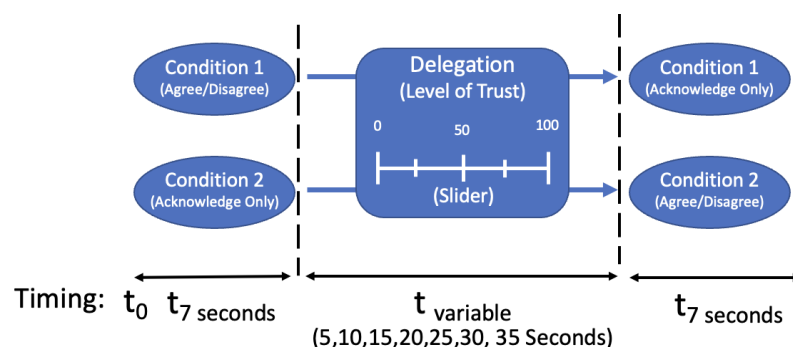 Condition 1
(Agree/Disagree)
Condition 2
(Acknowledge Only)
Delegation
(Level of Trust)
0 50 100
(Slider)
Condition 1
(Acknowledge Only)
Condition 2
(Agree/Disagree)
Timing: t0 t7 seconds
t variable
(5,10,15,20,25,30, 35 Seconds)
t7 seconds